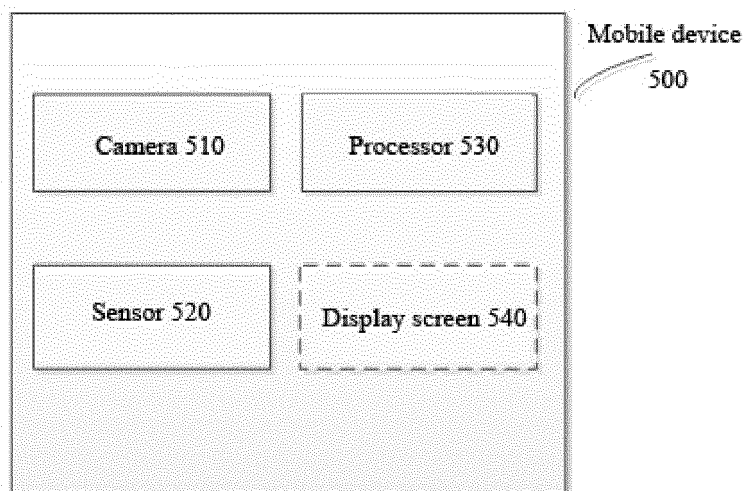 Mobile device
500
Camera 510
Processor 530
Sensor 520
Display screen 540